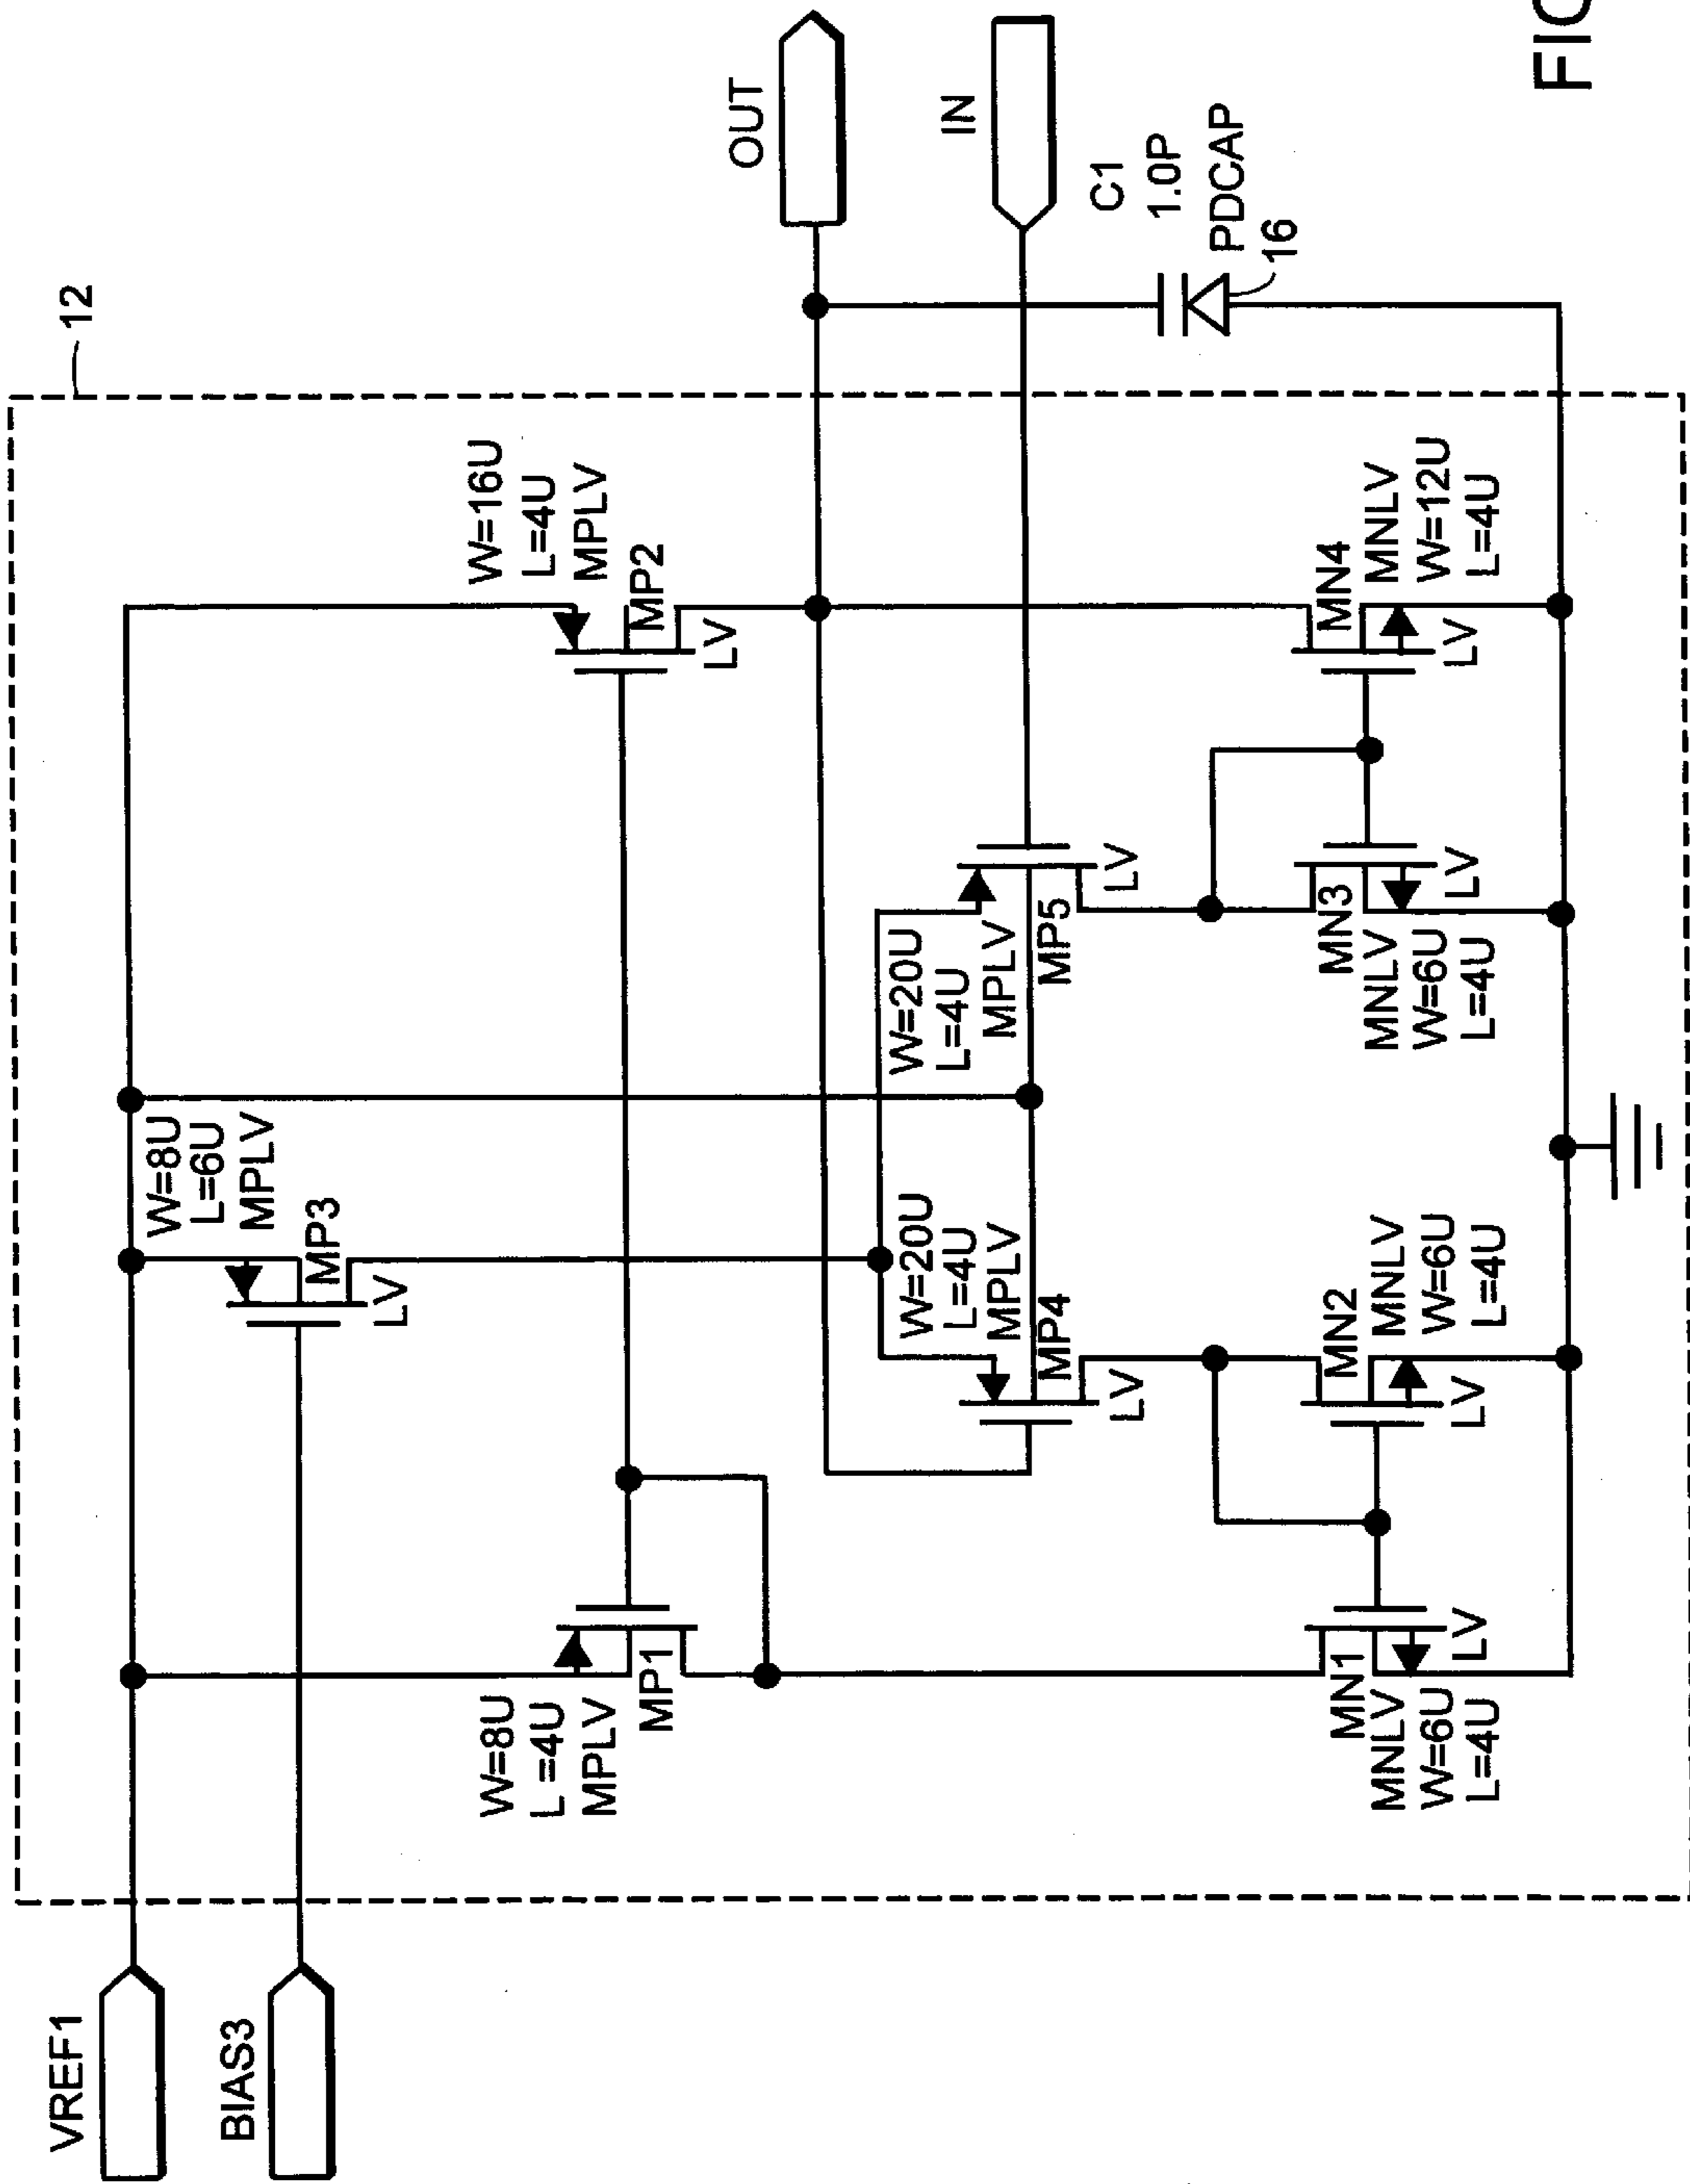 VREF1
BIAS3
12
W=8U
L=6U
MPLV
MP3
LV
W=8U
L =4U
MPLV
MP1
W=16U
L=4U
MPLV
MP2
LV
OUT
IN
W=20U
L=4U
MPLV
MP4
LV
W=20U
L=4U
MPLV
MP5
LV
C1
1.0P
PDCAP
16
MN1
MNLV
W=6U
L=4U
LV
MN2
MNLV
W=6U
L=4U
LV
MN3
MNLV
W=6U
L=4U
LV
MN4
MNLV
W=12U
L=4U
LV